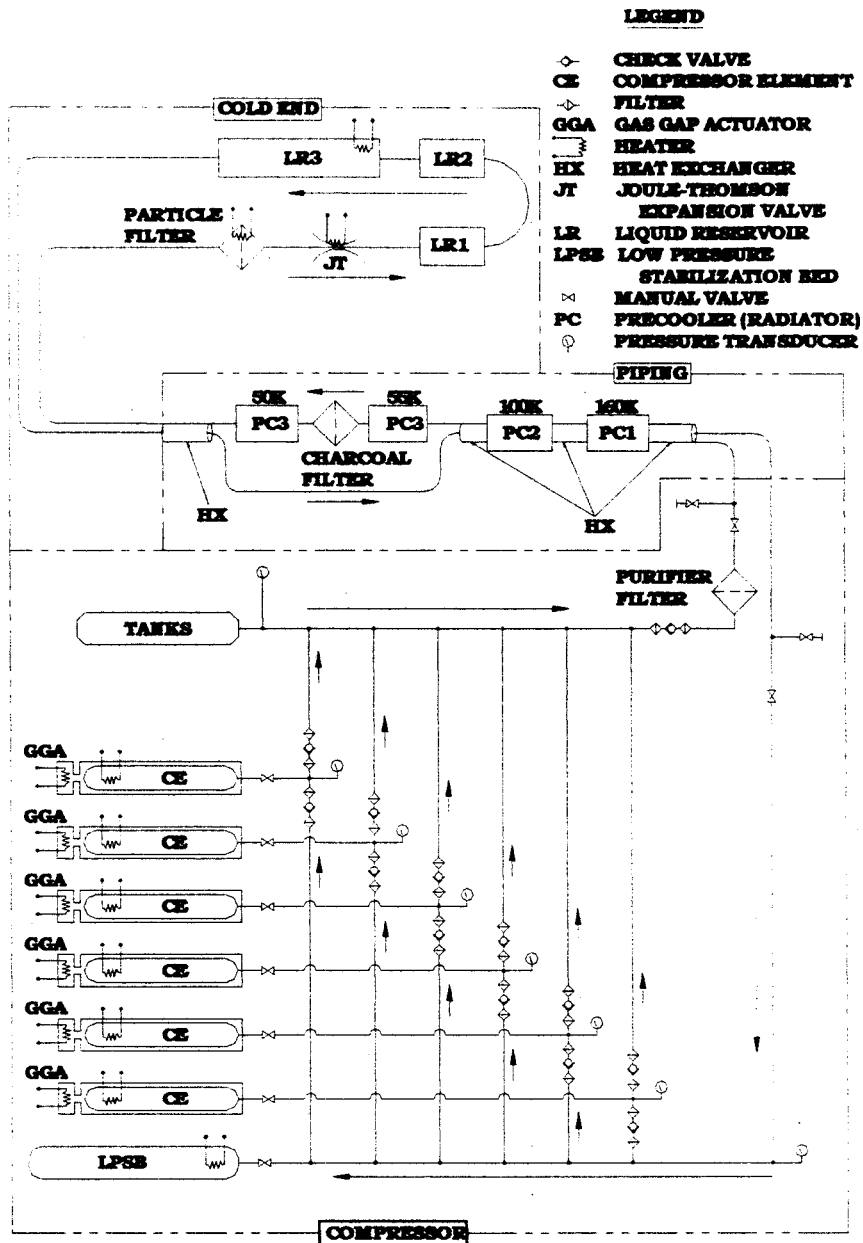 LEGEND
CHECK VALVE
CE COMPRESSOR ELEMENT
FILTER
GGA GAS GAP ACTUATOR
HEATER
HX HEAT EXCHANGER
JT JOULE-THOMSON
EXPANSION VALVE
LR LIQUID RESERVOIR
LPSB LOW PRESSURE
STABILIZATION BED
MANUAL VALVE
PC PRECOOLER (RADIATOR)
PRESSURE TRANSDUCER
COLD END
LR3
LR2
PARTICLE
FILTER
JT
LR1
PIPING
50K
55K
100K
160K
PC3
PC3
PC2
PC1
CHARCOAL
FILTER
HX
HX
PURIFIER
FILTER
TANKS
GGA
CE
GGA
CE
GGA
CE
GGA
CE
GGA
CE
GGA
CE
LPSB
COMPRESSOR